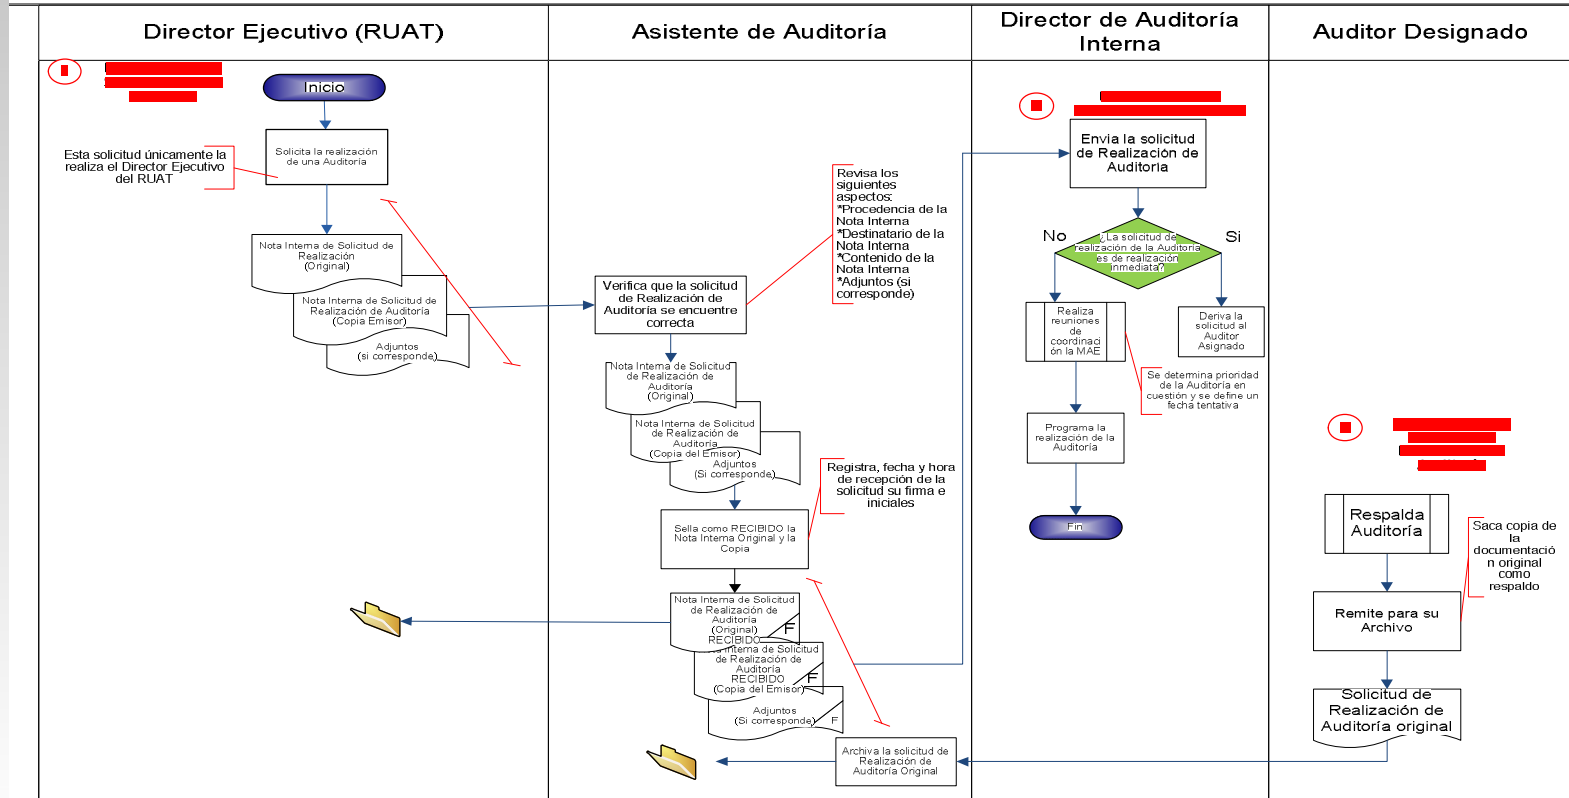 Director Ejecutivo (RUAT)
Asistente de Auditoría
Director de Auditoría
Interna
Auditor Designado
Inicio
Solicita la realización
de una Auditoría
Esta solicitud únicamente la
realiza el Director Ejecutivo
del RUAT
Nota Interna de Solicitud de
Realización
(Original)
Nota Interna de Solicitud de
Realización de Auditoría
(Copia Emisor)
Adjuntos
(si corresponde)
Revisa los
siguientes
aspectos:
*Procedencia de la
Nota Interna
*Destinatario de la
Nota Interna
*Contenido de la
Nota Interna
*Adjuntos (si
corresponde)
Verifica que la solicitud
de Realización de
Auditoría se encuentre
correcta
Nota Interna de Solicitud
de Realización de
Auditoría
(Original)
Nota Interna de Solicitud
de Realización de
Auditoría
(Copia del Emisor)
Adjuntos
(Si corresponde)
Registra, fecha y hora
de recepción de la
solicitud su firma e
iniciales
Sella como RECIBIDO la
Nota Interna Original y la
Copia
Nota Interna de Solicitud
de Realización de
Auditoría
(Original)
RECIBIDO
F
Interna de Solicitud
de Realización de
Auditoría
RECIBIDO
(Copia del Emisor)
F
Adjuntos
(Si corresponde)
F
Archiva la solicitud de
Realización de
Auditoría Original
Envia la solicitud
de Realización de
Auditoria
¿La solicitud de
realización de la Auditoría
es de realización
inmediata?
No
Si
Realiza
reuniones
de
coordinaci
ón la MAE
Deriva la
solicitud al
Auditor
Asignado
Se determina prioridad
de la Auditoría en
cuestión y se define un
fecha tentativa
Programa la
realización de la
Auditoría
Fin
Respalda
Auditoría
Saca copia de
la
documentació
n original
como
respaldo
Remite para su
Archivo
Solicitud de
Realización de
Auditoría original